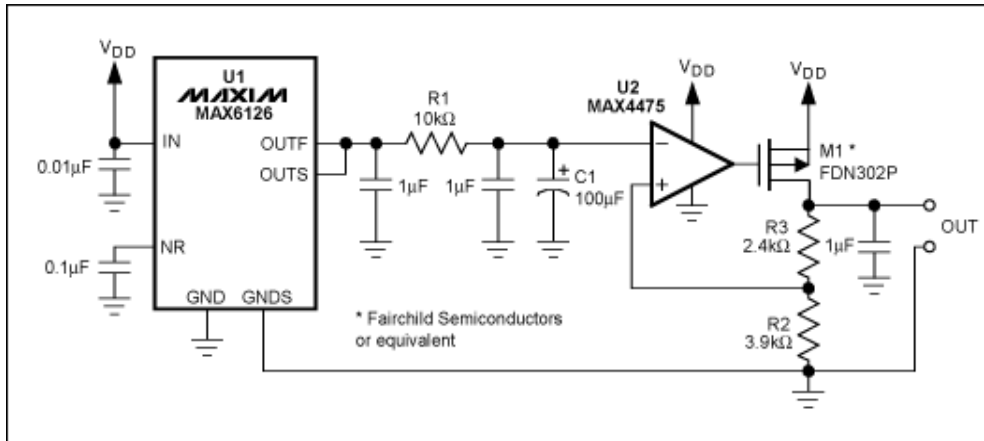 VDD
U1
MAXIM
MAX6126
IN
OUTF
OUTS
NR
GND
GNDS
0.01µF
0.1µF
R1
10kΩ
1µF
1µF
+
C1
100µF
U2
MAX4475
VDD
−
+
VDD
M1 *
FDN302P
R3
2.4kΩ
1µF
OUT
R2
3.9kΩ
* Fairchild Semiconductors
or equivalent